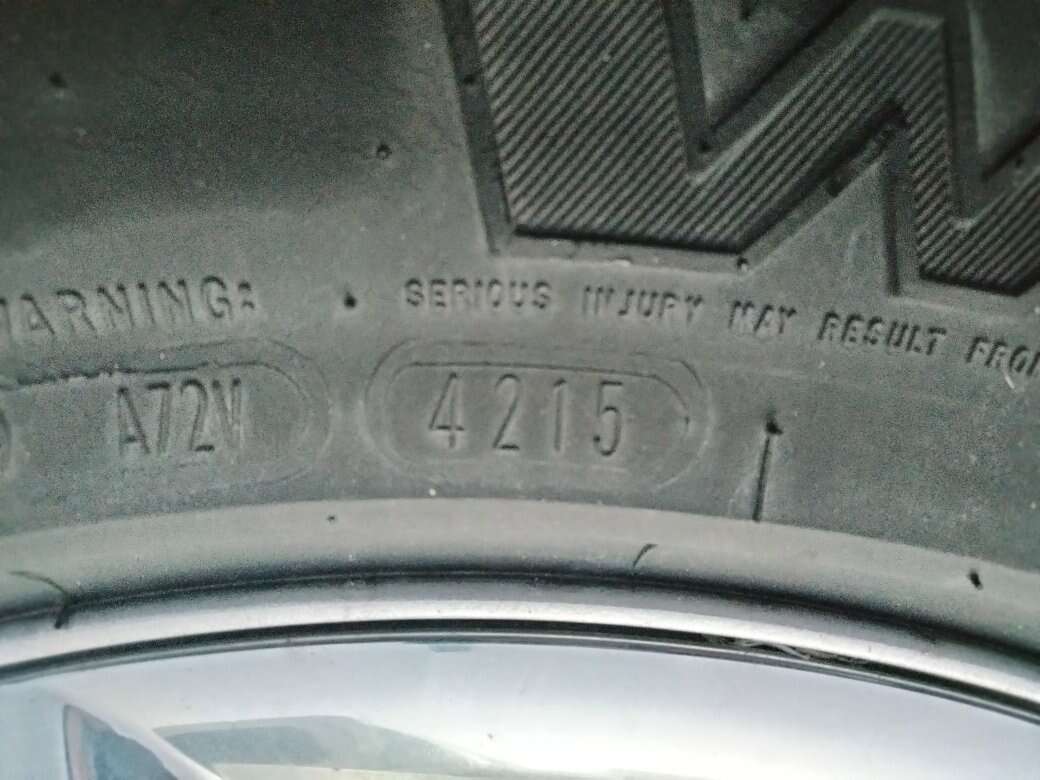 WARNING: SERIOUS INJURY MAY RESULT FROM
A72V 4215